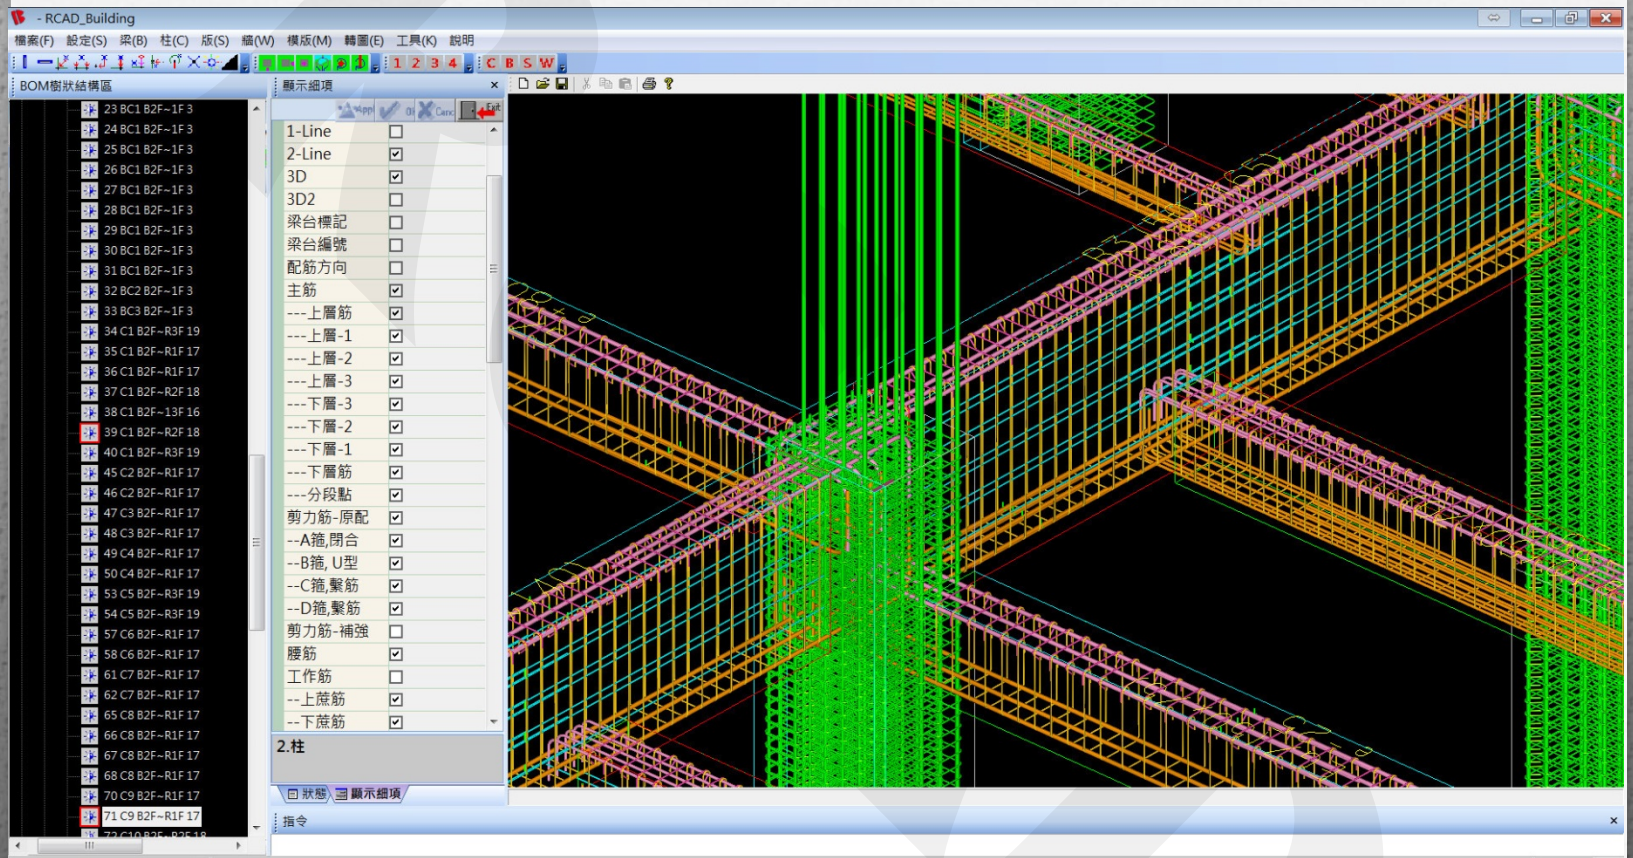 - RCAD_Building
檔案(F) 設定(S) 梁(B) 柱(C) 版(S) 牆(W) 模版(M) 轉圖(E) 工具(K) 說明
1 2 3 4 C B S W
BOM樹狀結構區
23 BC1 B2F~1F 3
24 BC1 B2F~1F 3
25 BC1 B2F~1F 3
26 BC1 B2F~1F 3
27 BC1 B2F~1F 3
28 BC1 B2F~1F 3
29 BC1 B2F~1F 3
30 BC1 B2F~1F 3
31 BC1 B2F~1F 3
32 BC2 B2F~1F 3
33 BC3 B2F~1F 3
34 C1 B2F~R3F 19
35 C1 B2F~R1F 17
36 C1 B2F~R1F 17
37 C1 B2F~R2F 18
38 C1 B2F~13F 16
39 C1 B2F~R2F 18
40 C1 B2F~R3F 19
45 C2 B2F~R1F 17
46 C2 B2F~R1F 17
47 C3 B2F~R1F 17
48 C3 B2F~R1F 17
49 C4 B2F~R1F 17
50 C4 B2F~R1F 17
53 C5 B2F~R3F 19
54 C5 B2F~R3F 19
57 C6 B2F~R1F 17
58 C6 B2F~R1F 17
61 C7 B2F~R1F 17
62 C7 B2F~R1F 17
65 C8 B2F~R1F 17
66 C8 B2F~R1F 17
67 C8 B2F~R1F 17
68 C8 B2F~R1F 17
70 C9 B2F~R1F 17
71 C9 B2F~R1F 17
72 C10 B2F~R2F 18
顯示細項
Exit
1-Line
2-Line
3D
3D2
梁台標記
梁台編號
配筋方向
主筋
---上層筋
---上層-1
---上層-2
---上層-3
---下層-3
---下層-2
---下層-1
---下層筋
---分段點
剪力筋-原配
--A箍,閉合
--B箍, U型
--C箍,繫筋
--D箍,繫筋
剪力筋-補強
腰筋
工作筋
--上蔗筋
--下蔗筋
2.柱
狀態 顯示細項
指令